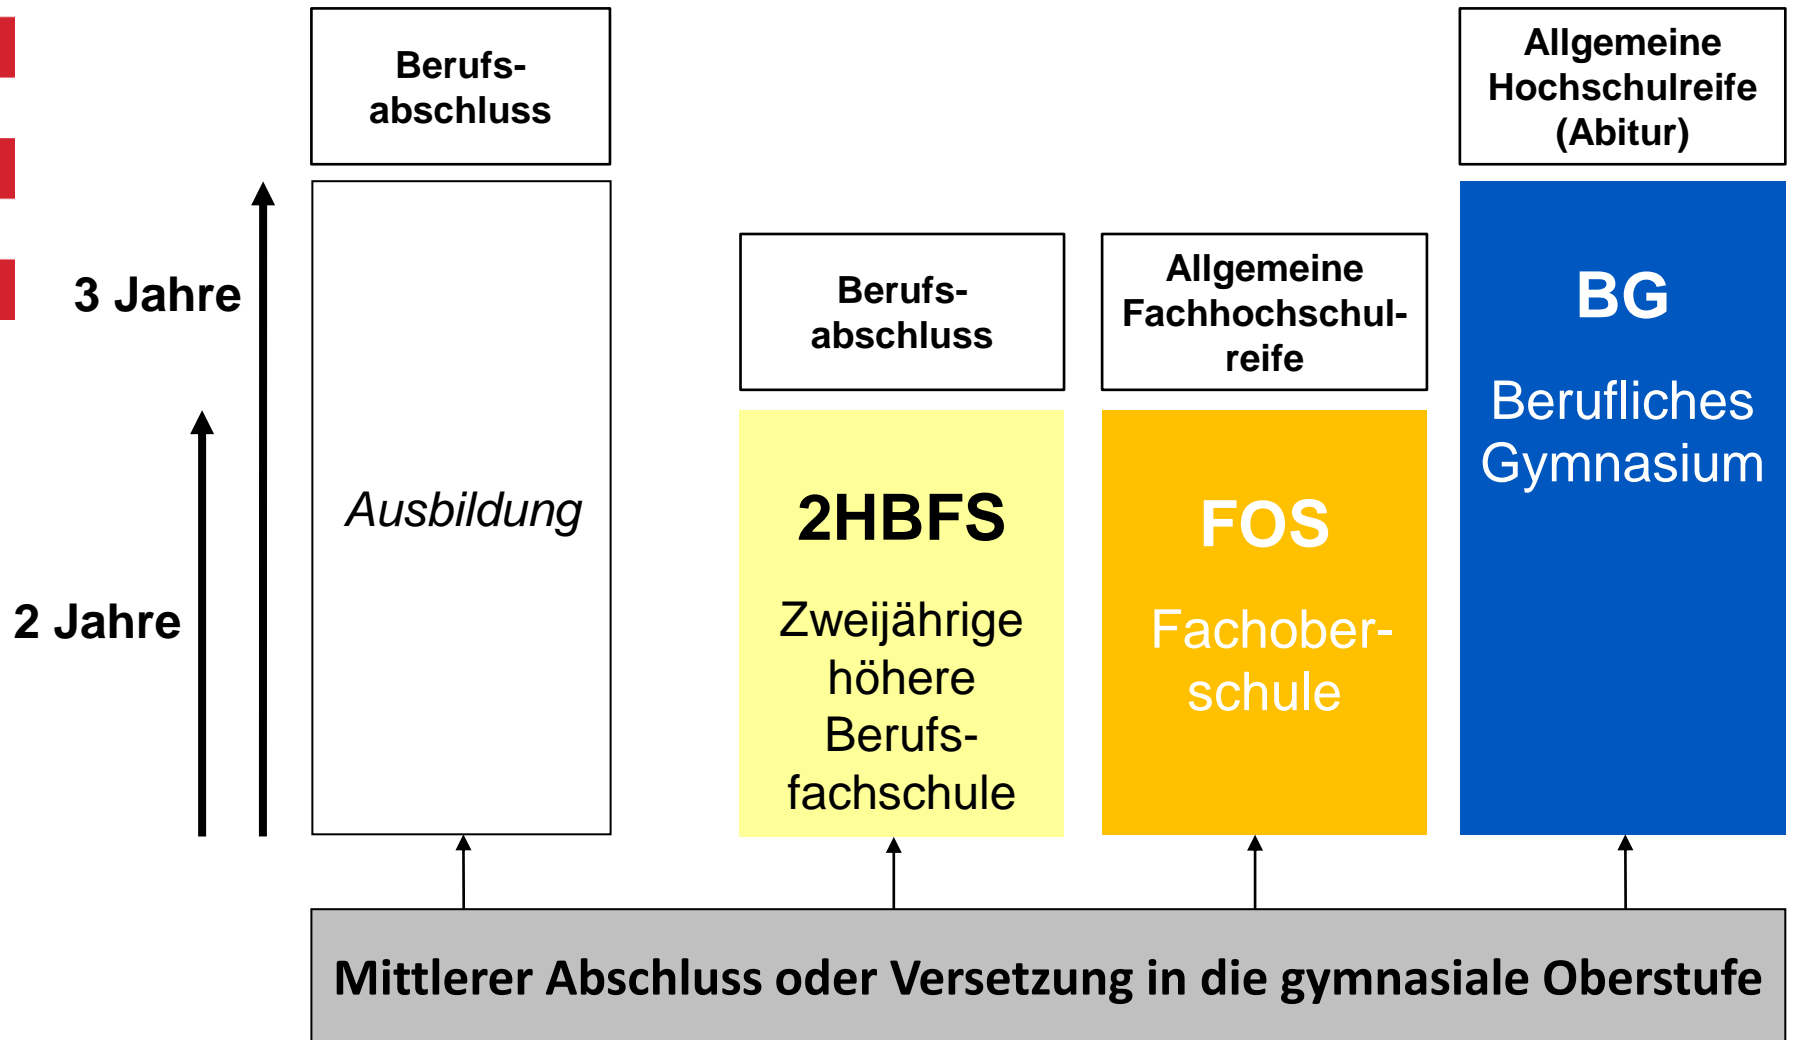 Berufs-
abschluss
Allgemeine
Hochschulreife
(Abitur)
3 Jahre
2 Jahre
Ausbildung
Berufs-
abschluss
2HBFS
Zweijährige
höhere
Berufs-
fachschule
Allgemeine
Fachhochschul-
reife
FOS
Fachober-
schule
BG
Berufliches
Gymnasium
Mittlerer Abschluss oder Versetzung in die gymnasiale Oberstufe